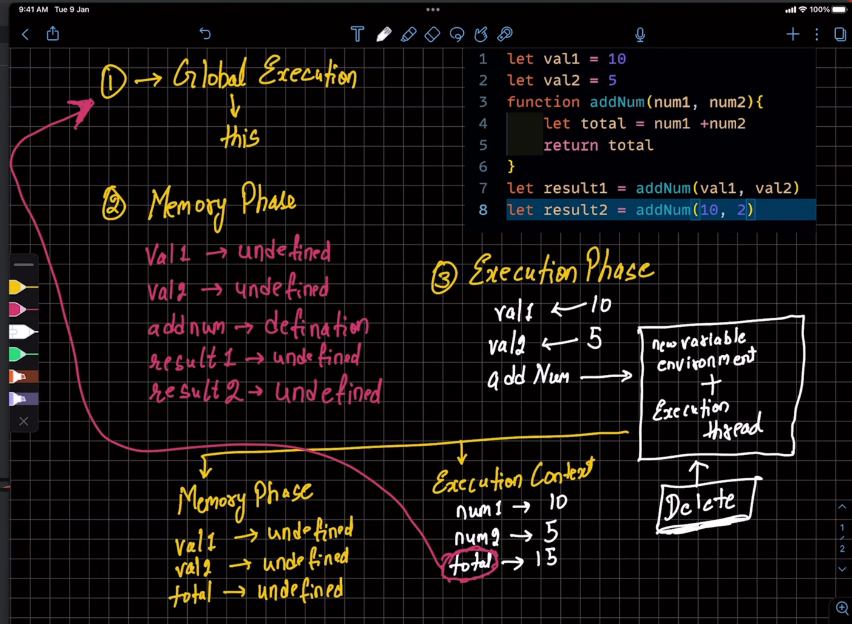 9:41 AM Tue 9 Jan
100%
① → Global Execution
↓
this
1 let val1 = 10
2 let val2 = 5
3 function addNum(num1, num2){
4 let total = num1 +num2
5 return total
6 }
7 let result1 = addNum(val1, val2)
8 let result2 = addNum(10, 2)
② Memory Phase
Val1 → undefined
val2 → undefined
addnum → defination
result1 → undefined
result2 → undefined
③ Execution Phase
val1 ← 10
val2 ← 5
add Num →
new variable
environment
+
Execution
thread
Delete
Memory Phase
val1 → undefined
val2 → undefined
total → undefined
Execution Context
num1 → 10
num2 → 5
total → 15
1
2